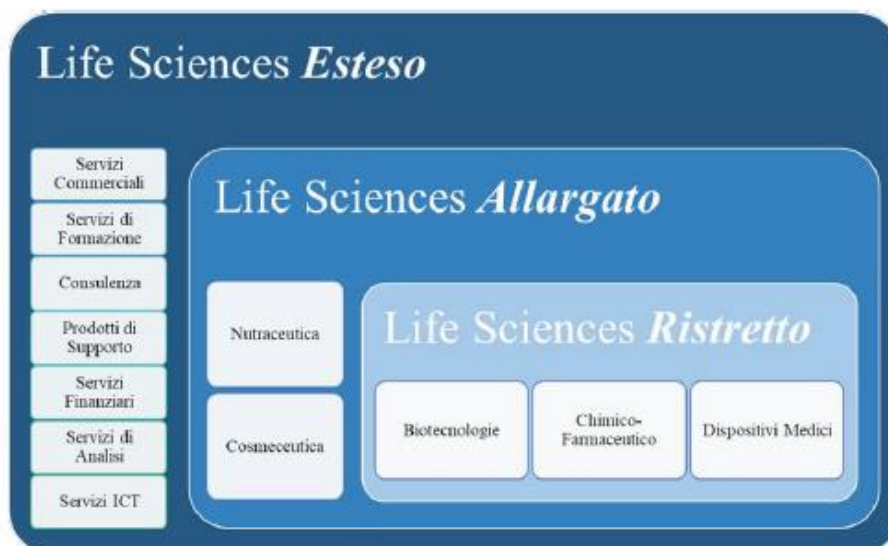 Life Sciences Esteso
Servizi
Commerciali
Servizi di
Formazione
Consulenza
Prodotti di
Supporto
Servizi
Finanziari
Servizi di
Analisi
Servizi ICT
Life Sciences Allargato
Nutraceutica
Cosmeceutica
Life Sciences Ristretto
Biotecnologie
Chimico-
Farmaceutico
Dispositivi Medici